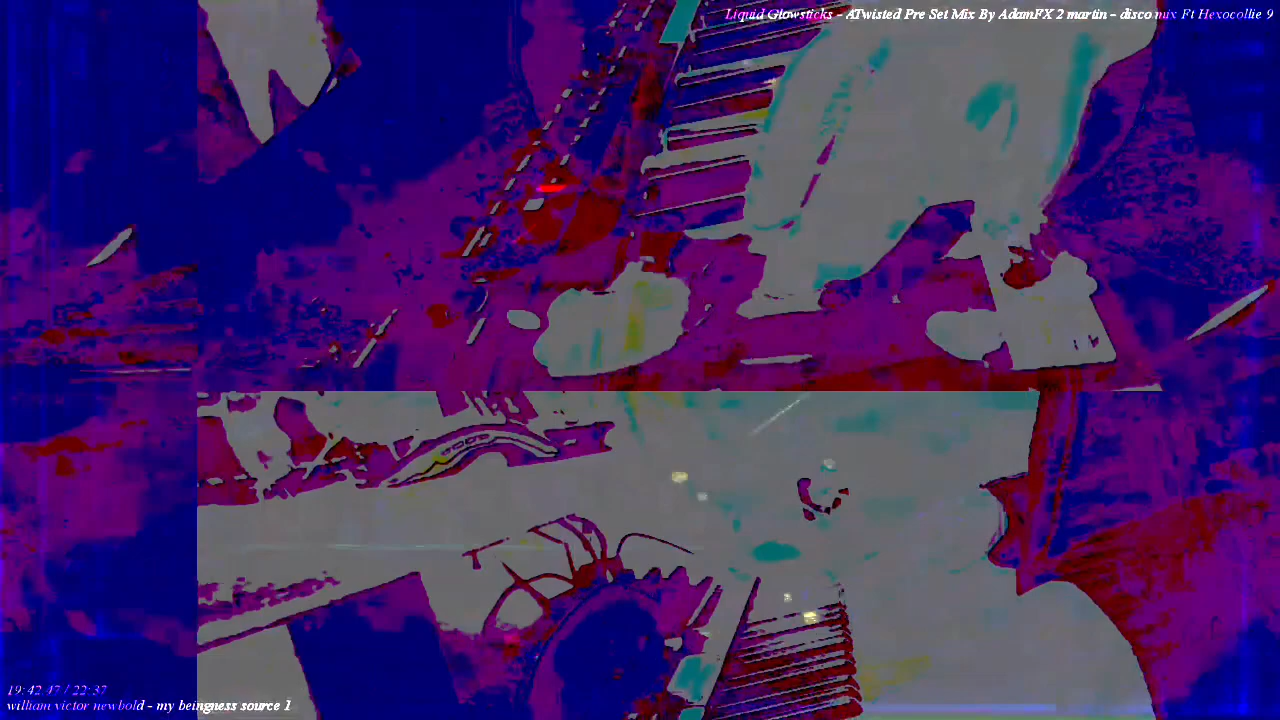 Liquid Glowsticks - ATwisted Pre Set Mix By AdamFX 2 martin - disco mix Ft Hexocollie 9
19:42.47 / 22:37
william victor newbold - my beingness source 1